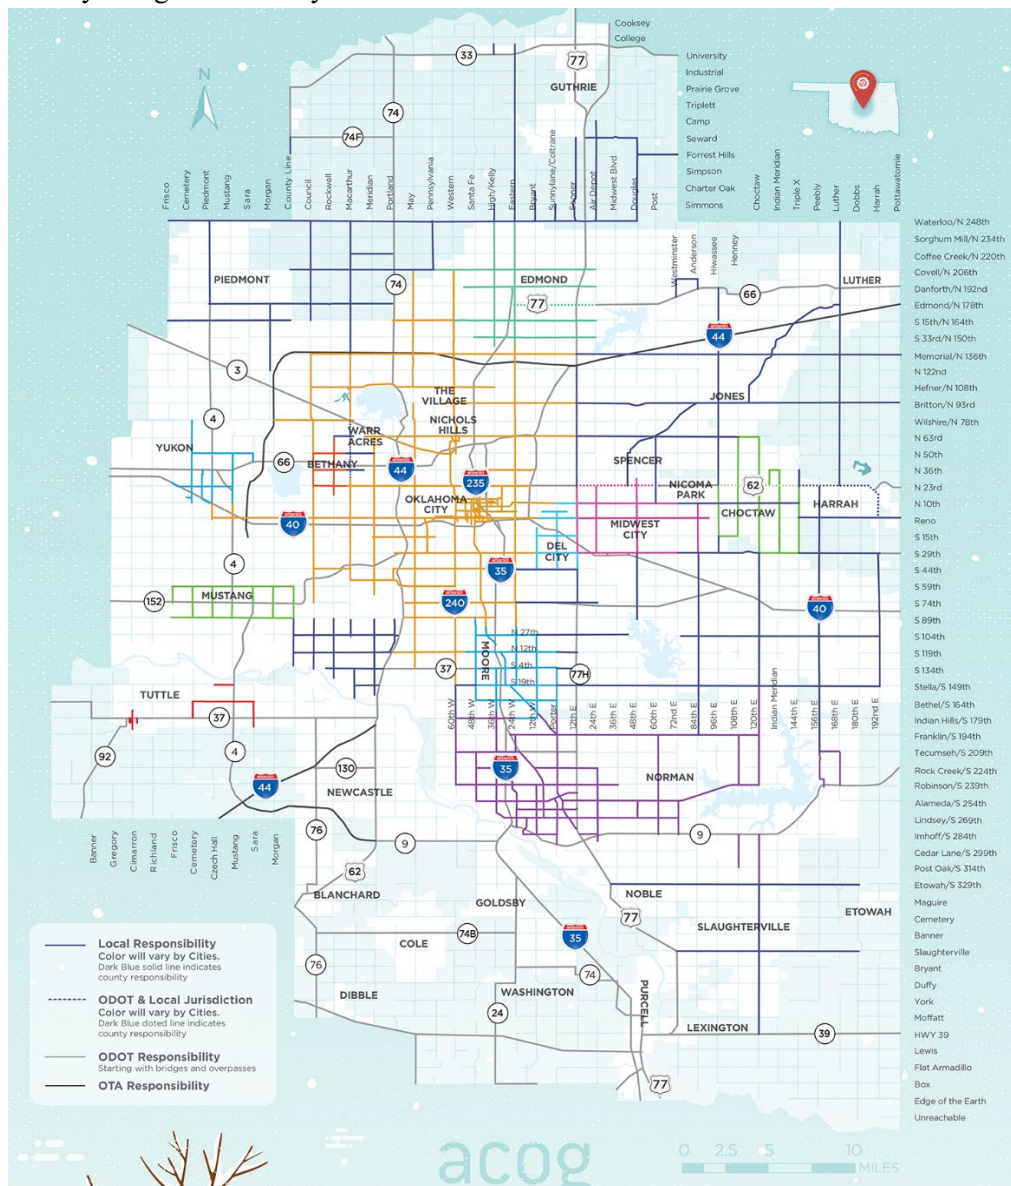 Cooksey
College
University
Industrial
Prairie Grove
Triplett
Camp
Seward
Forrest Hills
Simpson
Charter Oak
Simmons
N
33
77
GUTHRIE
74
74F
Frisco
Cemetery
Piedmont
Mustang
Sara
Morgan
County Line
Council
Rockwell
Macarthur
Meridian
Portland
May
Pennsylvania
Western
Santa Fe
High/Kelly
Eastern
Bryant
Sunnylane/Coltrane
Sooner
Air Depot
Midwest Blvd
Douglas
Post
Westminster
Anderson
Hiwassee
Henney
Choctaw
Indian Meridian
Triple X
Peebly
Luther
Dobbs
Harrah
Pottawatomie
Waterloo/N 248th
Sorghum Mill/N 234th
Coffee Creek/N 220th
Covell/N 206th
Danforth/N 192nd
Edmond/N 178th
S 15th/N 164th
S 33rd/N 150th
Memorial/N 136th
N 122nd
Hefner/N 108th
Britton/N 93rd
Wilshire/N 78th
N 63rd
N 50th
N 36th
N 23rd
N 10th
Reno
S 15th
S 29th
S 44th
S 59th
S 74th
S 89th
S 104th
S 119th
S 134th
Stella/S 149th
Bethel/S 164th
Indian Hills/S 179th
Franklin/S 194th
Tecumseh/S 209th
Rock Creek/S 224th
Robinson/S 239th
Alameda/S 254th
Lindsey/S 269th
Imhoff/S 284th
Cedar Lane/S 299th
Post Oak/S 314th
Etowah/S 329th
Maguire
Cemetery
Banner
Slaughterville
Bryant
Duffy
York
Moffatt
HWY 39
Lewis
Flat Armadillo
Box
Edge of the Earth
Unreachable
PIEDMONT
74
EDMOND
77
66
LUTHER
44
3
4
THE
VILLAGE
NICHOLS
HILLS
JONES
YUKON
66
WARR
ACRES
BETHANY
44
235
SPENCER
NICOMA
PARK
62
CHOCTAW
HARRAH
OKLAHOMA
CITY
40
MIDWEST
CITY
DEL
CITY
4
35
152
MUSTANG
240
40
MOORE
N 27th
N 12th
S 4th
S 19th
37
77H
TUTTLE
37
4
92
60th W
48th W
36th W
24th W
12th W
Porter
12th E
24th E
36th E
48th E
60th E
72nd E
84th E
96th E
108th E
120th E
Indian Meridian
144th E
156th E
168th E
180th E
192nd E
35
NORMAN
130
44
NEWCASTLE
Banner
Gregory
Cimarron
Richland
Frisco
Cemetery
Czech Hall
Mustang
Sara
Morgan
76
9
9
62
BLANCHARD
GOLDSBY
NOBLE
77
SLAUGHTERVILLE
ETOWAH
COLE
74B
35
76
DIBBLE
WASHINGTON
74
24
PURCELL
LEXINGTON
39
77
Local Responsibility
Color will vary by Cities.
Dark Blue solid line indicates
county responsibility
ODOT & Local Jurisdiction
Color will vary by Cities.
Dark Blue doted line indicates
county responsibility
ODOT Responsibility
Starting with bridges and overpasses
OTA Responsibility
acog
0 2.5 5 10
MILES